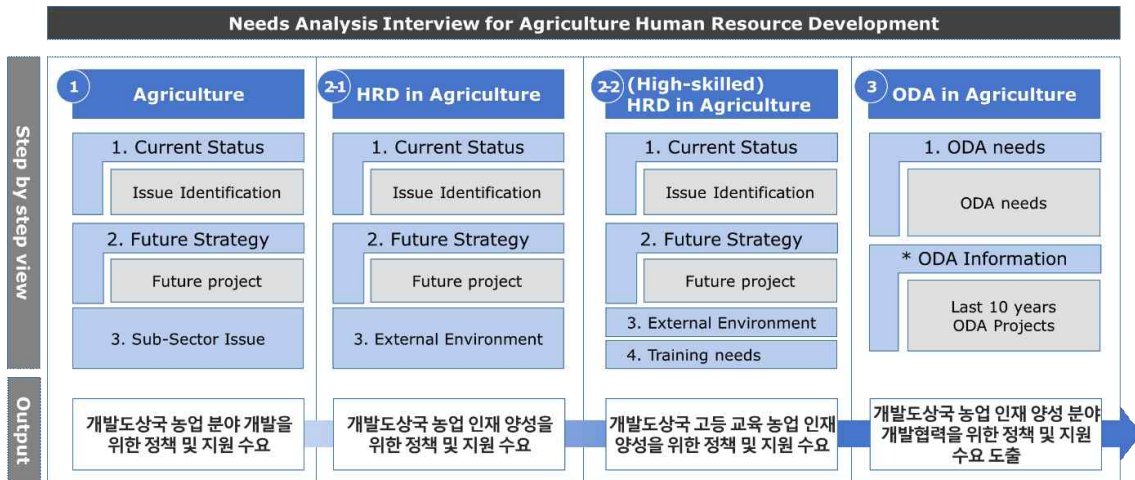 Needs Analysis Interview for Agriculture Human Resource Development
Step by step view
1
Agriculture
1. Current Status
Issue Identification
2. Future Strategy
Future project
3. Sub-Sector Issue
2-1
HRD in Agriculture
1. Current Status
Issue Identification
2. Future Strategy
Future project
3. External Environment
2-2
(High-skilled)
HRD in Agriculture
1. Current Status
Issue Identification
2. Future Strategy
Future project
3. External Environment
4. Training needs
3
ODA in Agriculture
1. ODA needs
ODA needs
* ODA Information
Last 10 years
ODA Projects
Output
개발도상국 농업 분야 개발을
위한 정책 및 지원 수요
개발도상국 농업 인재 양성을
위한 정책 및 지원 수요
개발도상국 고등 교육 농업 인재
양성을 위한 정책 및 지원 수요
개발도상국 농업 인재 양성 분야
개발협력을 위한 정책 및 지원
수요 도출